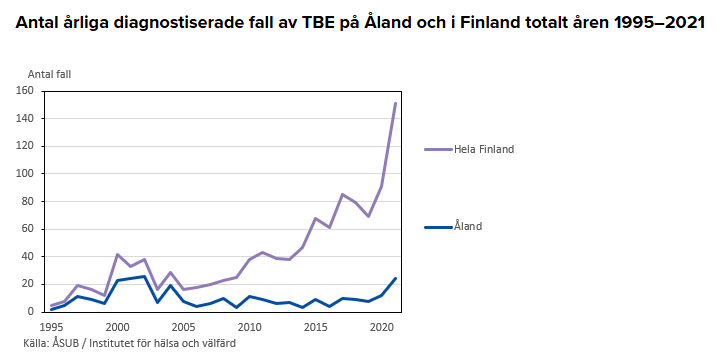 Antal årliga diagnostiserade fall av TBE på Åland och i Finland totalt åren 1995–2021
Antal fall
160
140
120
100
80
60
40
20
0
1995 2000 2005 2010 2015 2020
Hela Finland
Åland
Källa: ÅSUB / Institutet för hälsa och välfärd